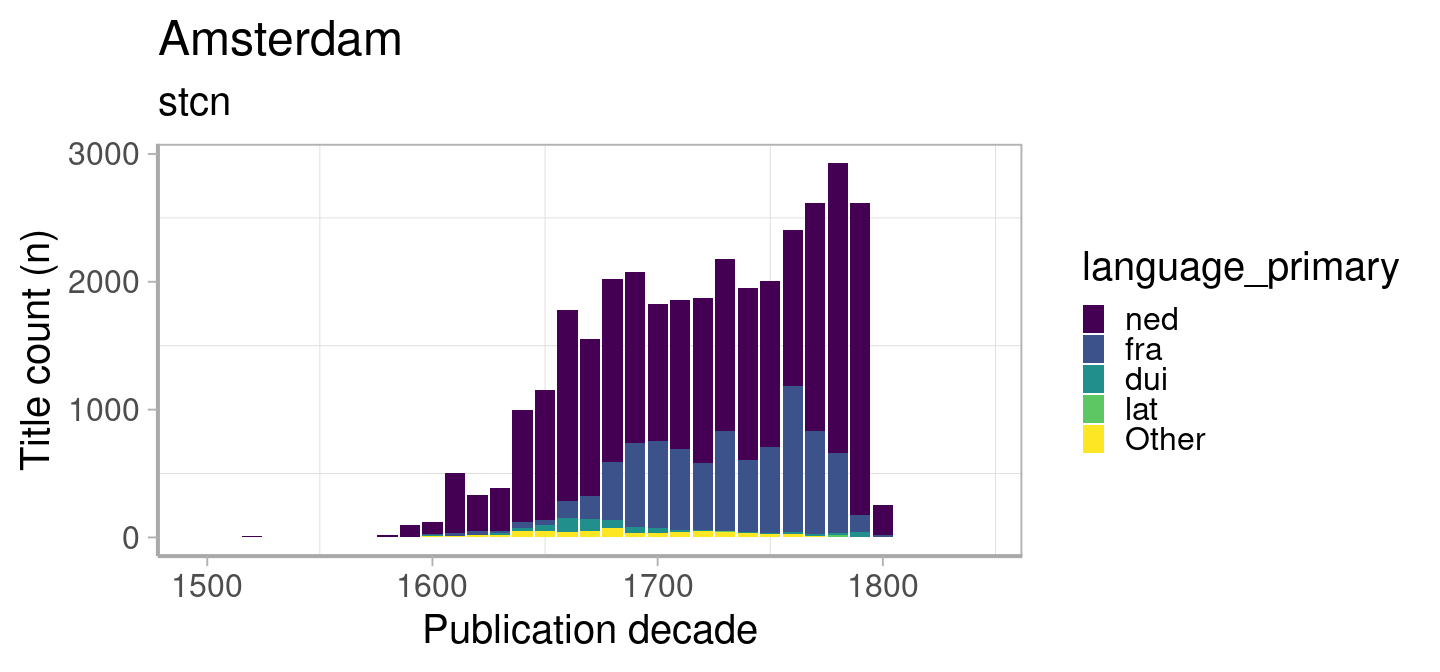 Amsterdam
stcn
3000
2000
1000
0
Title count (n)
1500 1600 1700 1800
Publication decade
language_primary
ned
fra
dui
lat
Other